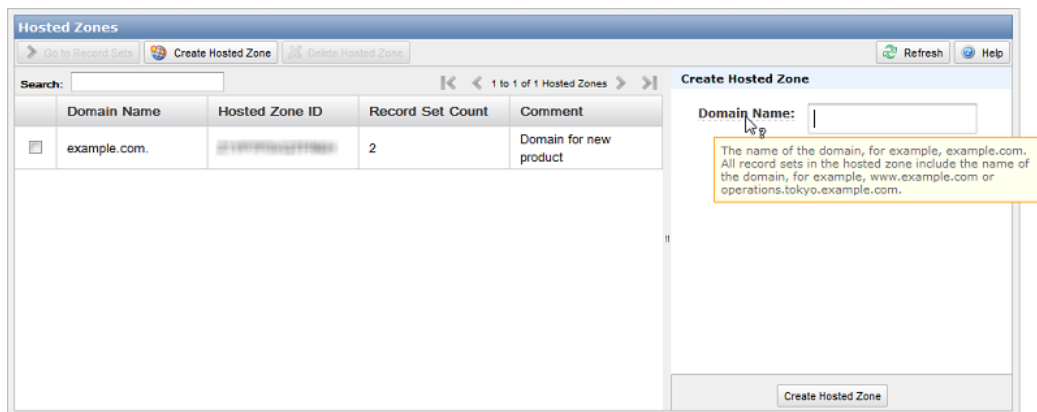 Hosted Zones
Go to Record Sets Create Hosted Zone Delete Hosted Zone Refresh Help
Search: 1 to 1 of 1 Hosted Zones
Create Hosted Zone
Domain Name Hosted Zone ID Record Set Count Comment
example.com. 2 Domain for new
product
Domain Name:
The name of the domain, for example, example.com.
All record sets in the hosted zone include the name of
the domain, for example, www.example.com or
operations.tokyo.example.com.
Create Hosted Zone